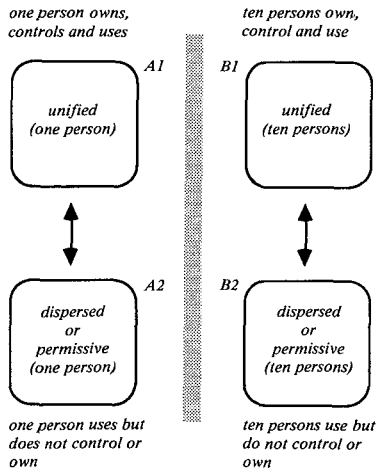 one person owns,
controls and uses
A1
unified
(one person)
A2
dispersed
or
permissive
(one person)
one person uses but
does not control or
own
ten persons own,
control and use
B1
unified
(ten persons)
B2
dispersed
or
permissive
(ten persons)
ten persons use but
do not control or
own